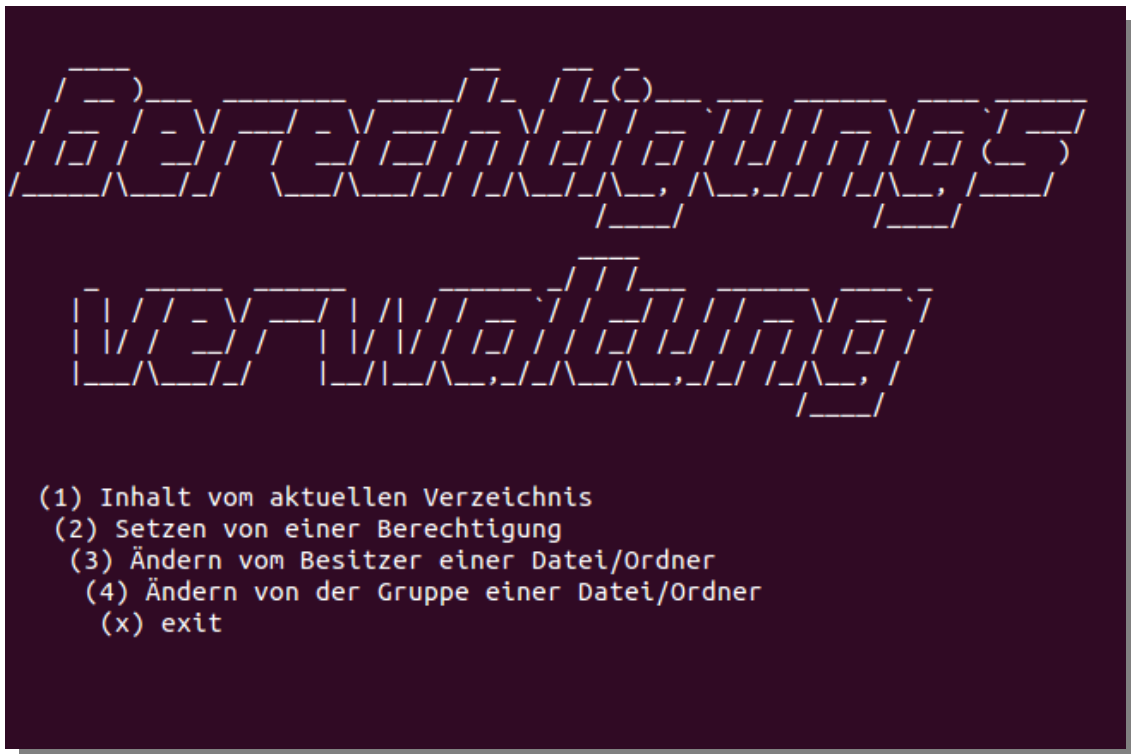 Berechtigungs
verwaltung
(1) Inhalt vom aktuellen Verzeichnis
(2) Setzen von einer Berechtigung
(3) Ändern vom Besitzer einer Datei/Ordner
(4) Ändern von der Gruppe einer Datei/Ordner
(x) exit